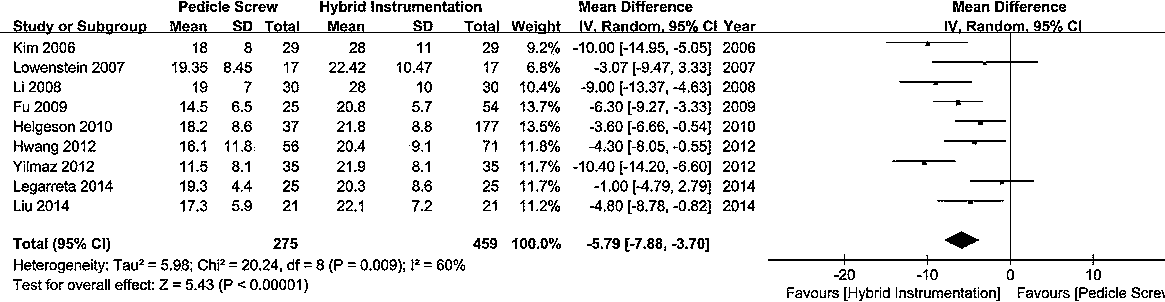 Pedicle Screw Hybrid Instrumentation Mean Difference Mean Difference
Study or Subgroup Mean SD Total Mean SD Total Weight IV, Random, 95% CI Year IV, Random, 95% CI
Kim 2006 18 8 29 28 11 29 9.2% -10.00 [-14.95, -5.05] 2006
Lowenstein 2007 19.35 8.45 17 22.42 10.47 17 6.8% -3.07 [-9.47, 3.33] 2007
Li 2008 19 7 30 28 10 30 10.4% -9.00 [-13.37, -4.63] 2008
Fu 2009 14.5 6.5 25 20.8 5.7 54 13.7% -6.30 [-9.27, -3.33] 2009
Helgeson 2010 18.2 8.6 37 21.8 8.8 177 13.5% -3.60 [-6.66, -0.54] 2010
Hwang 2012 16.1 11.8 56 20.4 9.1 71 11.8% -4.30 [-8.05, -0.55] 2012
Yilmaz 2012 11.5 8.1 35 21.9 8.1 35 11.7% -10.40 [-14.20, -6.60] 2012
Legarreta 2014 19.3 4.4 25 20.3 8.6 25 11.7% -1.00 [-4.79, 2.79] 2014
Liu 2014 17.3 5.9 21 22.1 7.2 21 11.2% -4.80 [-8.78, -0.82] 2014
Total (95% CI) 275 459 100.0% -5.79 [-7.88, -3.70]
Heterogeneity: Tau² = 5.98; Chi² = 20.24, df = 8 (P = 0.009); I² = 60%
Test for overall effect: Z = 5.43 (P < 0.00001)
-20 -10 0 10
Favours [Hybrid Instrumentation] Favours [Pedicle Screw